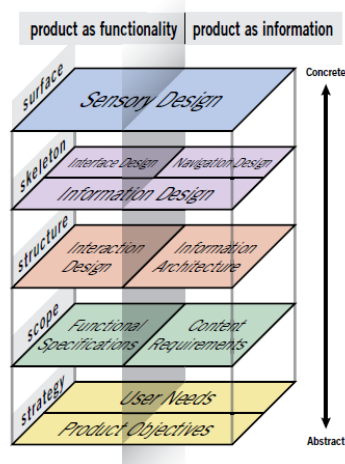 product as functionality
product as information
Concrete
surface
Sensory Design
skeleton
Interface Design
Navigation Design
Information Design
structure
Interaction
Design
Information
Architecture
scope
Functional
Specifications
Content
Requirements
strategy
User Needs
Product Objectives
Abstract